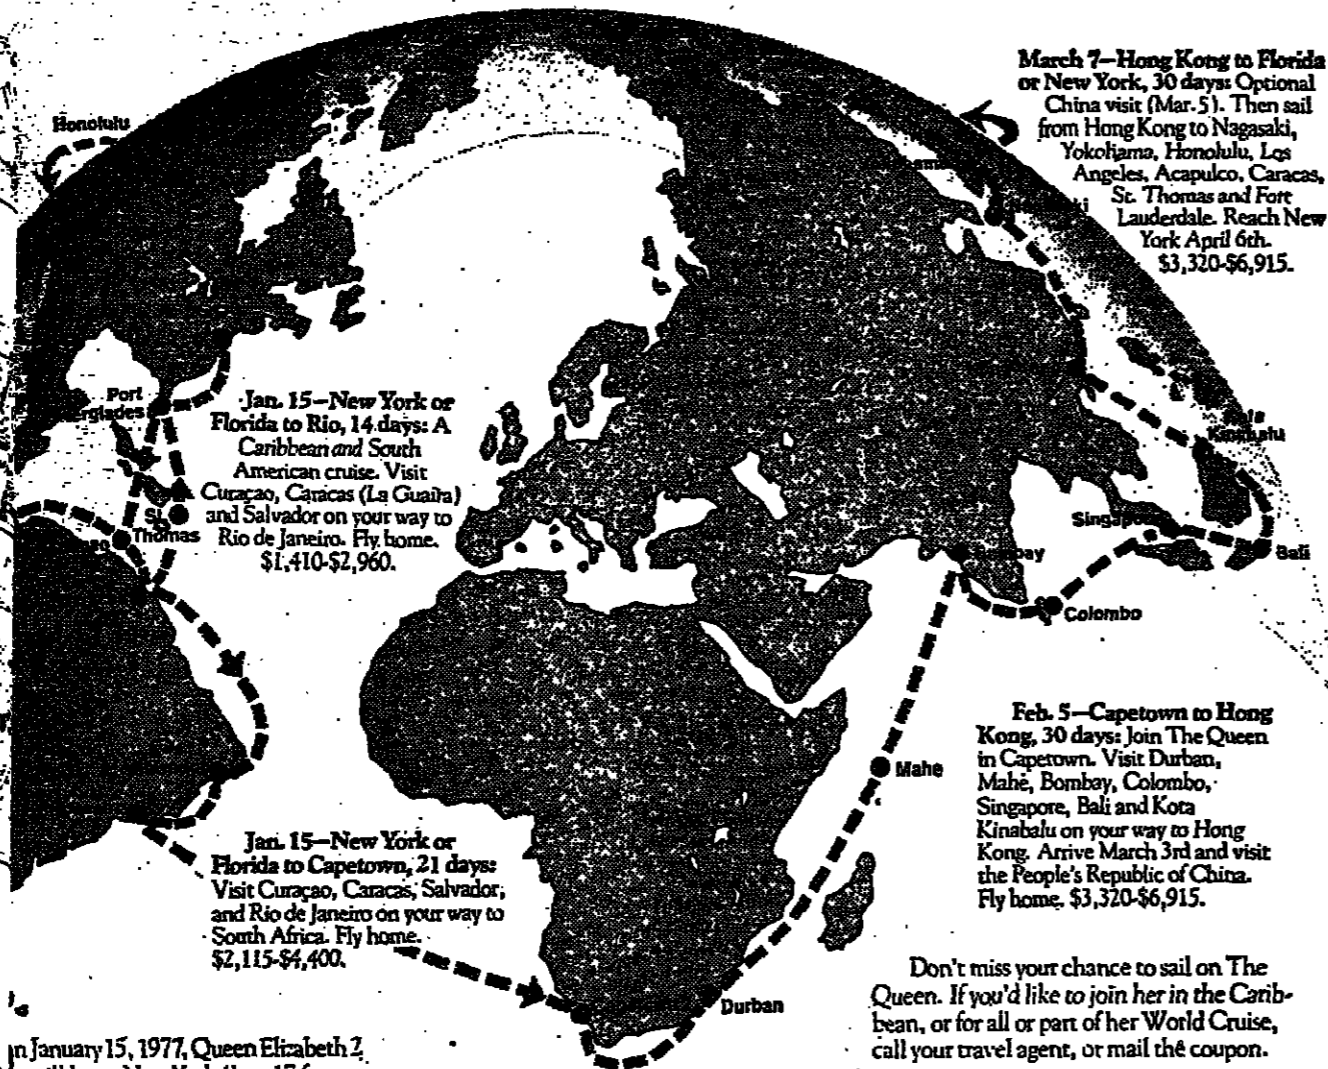 Honolulu
March 7—Hong Kong to Florida
or New York, 30 days: Optional
China visit (Mar. 5). Then sail
from Hong Kong to Nagasaki,
Yokohama, Honolulu, Los
Angeles, Acapulco, Caracas,
St. Thomas and Fort
Lauderdale. Reach New
York April 6th.
$3,320-$6,915.
Port
Jan. 15—New York or
Florida to Rio, 14 days: A
Caribbean and South
American cruise. Visit
Curaçao, Caracas (La Guaira)
and Salvador on your way to
Rio de Janeiro. Fly home.
$1,410-$2,960.
St.
Thomas
Bali
Colombo
Mahe
Feb. 5—Capetown to Hong
Kong, 30 days: Join The Queen
in Capetown. Visit Durban,
Mahé, Bombay, Colombo,
Singapore, Bali and Kota
Kinabalu on your way to Hong
Kong. Arrive March 3rd and visit
the People's Republic of China.
Fly home. $3,320-$6,915.
Jan. 15—New York or
Florida to Capetown, 21 days:
Visit Curaçao, Caracas, Salvador,
and Rio de Janeiro on your way to
South Africa. Fly home.
$2,115-$4,400.
Durban
Don't miss your chance to sail on The
Queen. If you'd like to join her in the Carib-
bean, or for all or part of her World Cruise,
call your travel agent, or mail the coupon.
January 15, 1977, Queen Elizabeth 2